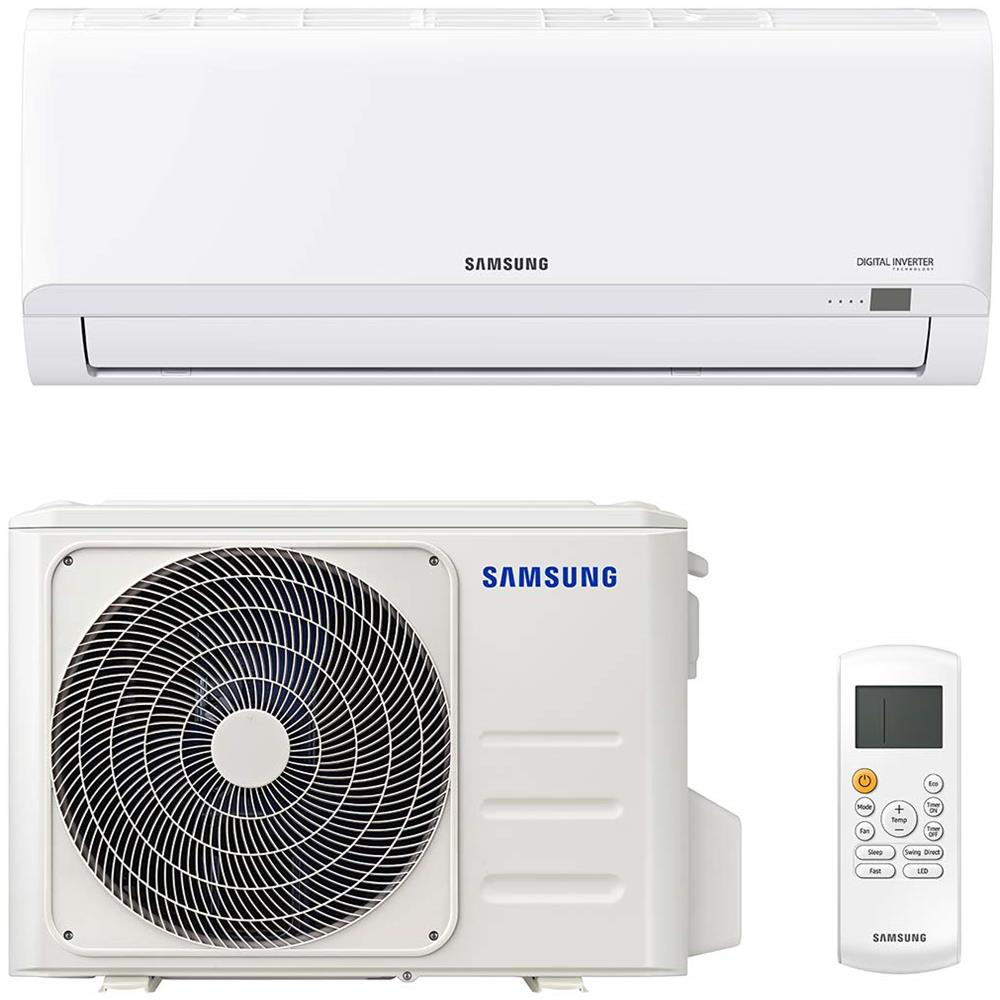 SAMSUNG
DIGITAL INVERTER
TECHNOLOGY
SAMSUNG
Eco
Mode
+
Temp
−
Timer
ON
Fan
Timer
OFF
Sleep
Swing Direct
Fast
LED
SAMSUNG